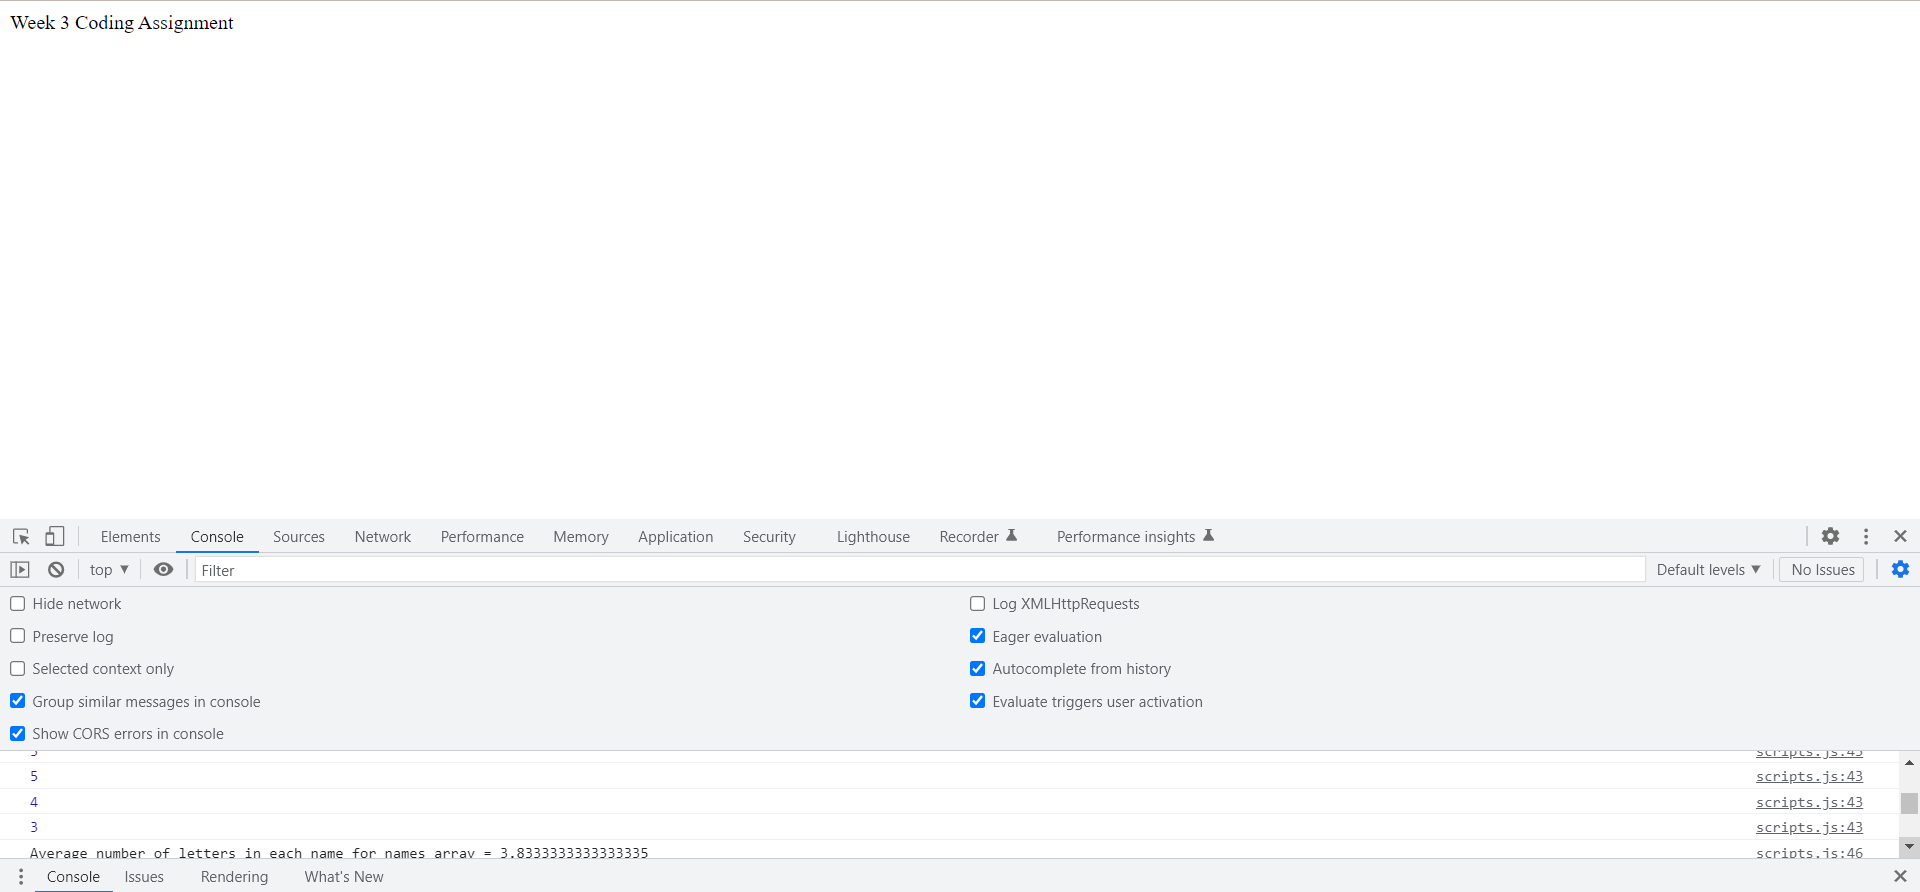 Week 3 Coding Assignment
Elements Console Sources Network Performance Memory Application Security Lighthouse Recorder Performance insights
top ▼ Filter Default levels ▼ No Issues
Hide network Log XMLHttpRequests
Preserve log Eager evaluation
Selected context only Autocomplete from history
Group similar messages in console Evaluate triggers user activation
Show CORS errors in console
scripts.js:43
5 scripts.js:43
4 scripts.js:43
3 scripts.js:43
Average number of letters in each name for names array = 3.8333333333333335 scripts.js:46
Console Issues Rendering What's New